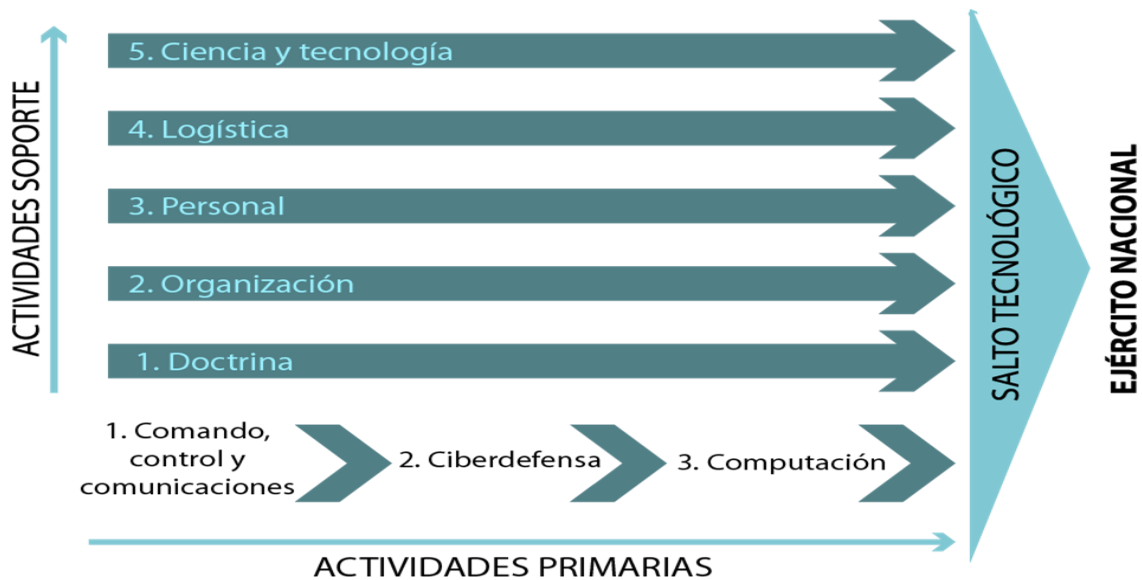 ACTIVIDADES SOPORTE
5. Ciencia y tecnología
4. Logística
3. Personal
2. Organización
1. Doctrina
1. Comando,
control y
comunicaciones
2. Ciberdefensa
3. Computación
ACTIVIDADES PRIMARIAS
SALTO TECNOLÓGICO
EJÉRCITO NACIONAL